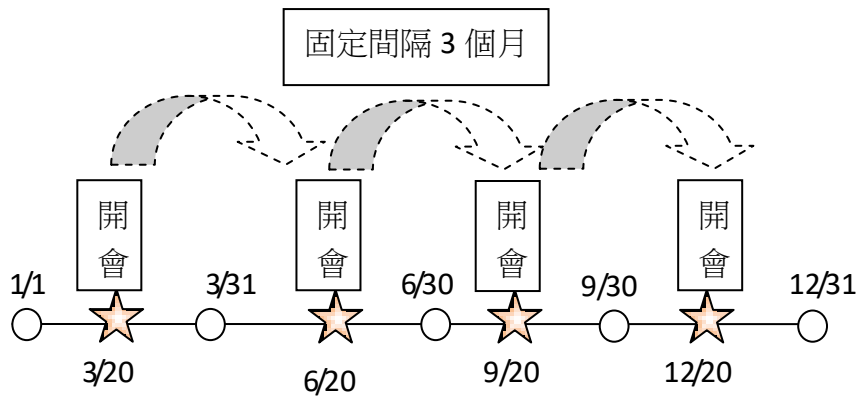 固定間隔 3 個月
開 開 開 開
會 會 會 會
1/1 3/31 6/30 9/30 12/31
3/20 6/20 9/20 12/20